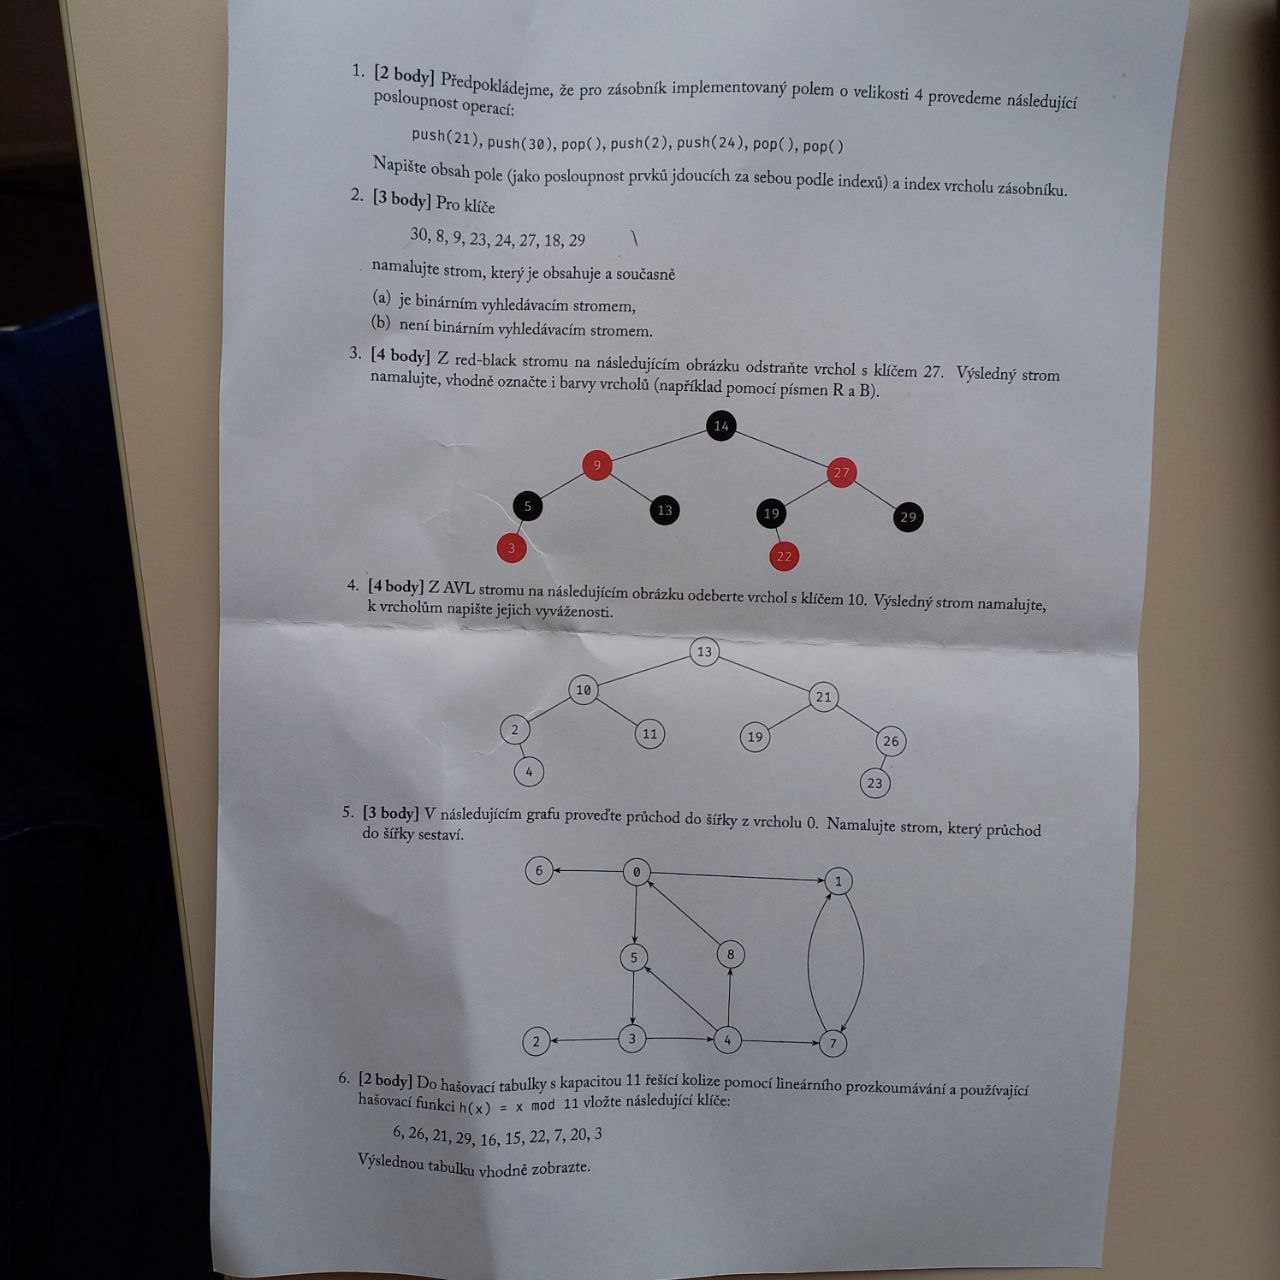 1. [2 body] Předpokládejme, že pro zásobník implementovaný polem o velikosti 4 provedeme následující
posloupnost operací:
push(21), push(30), pop(), push(2), push(24), pop(), pop()
Napište obsah pole (jako posloupnost prvků jdoucích za sebou podle indexů) a index vrcholu zásobníku.
2. [3 body] Pro klíče
30, 8, 9, 23, 24, 27, 18, 29
namalujte strom, který je obsahuje a současně
(a) je binárním vyhledávacím stromem,
(b) není binárním vyhledávacím stromem.
3. [4 body] Z red-black stromu na následujícím obrázku odstraňte vrchol s klíčem 27. Výsledný strom
namalujte, vhodně označte i barvy vrcholů (například pomocí písmen R a B).
14
9 27
5 13 19 29
3 22
4. [4 body] Z AVL stromu na následujícím obrázku odeberte vrchol s klíčem 10. Výsledný strom namalujte,
k vrcholům napište jejich vyváženosti.
13
10 21
2 11 19 26
4 23
5. [3 body] V následujícím grafu proveďte průchod do šířky z vrcholu 0. Namalujte strom, který průchod
do šířky sestaví.
6 0 1
5 8
2 3 4 7
6. [2 body] Do hašovací tabulky s kapacitou 11 řešící kolize pomocí lineárního prozkoumávání a používající
hašovací funkci h(x) = x mod 11 vložte následující klíče:
6, 26, 21, 29, 16, 15, 22, 7, 20, 3
Výslednou tabulku vhodně zobrazte.